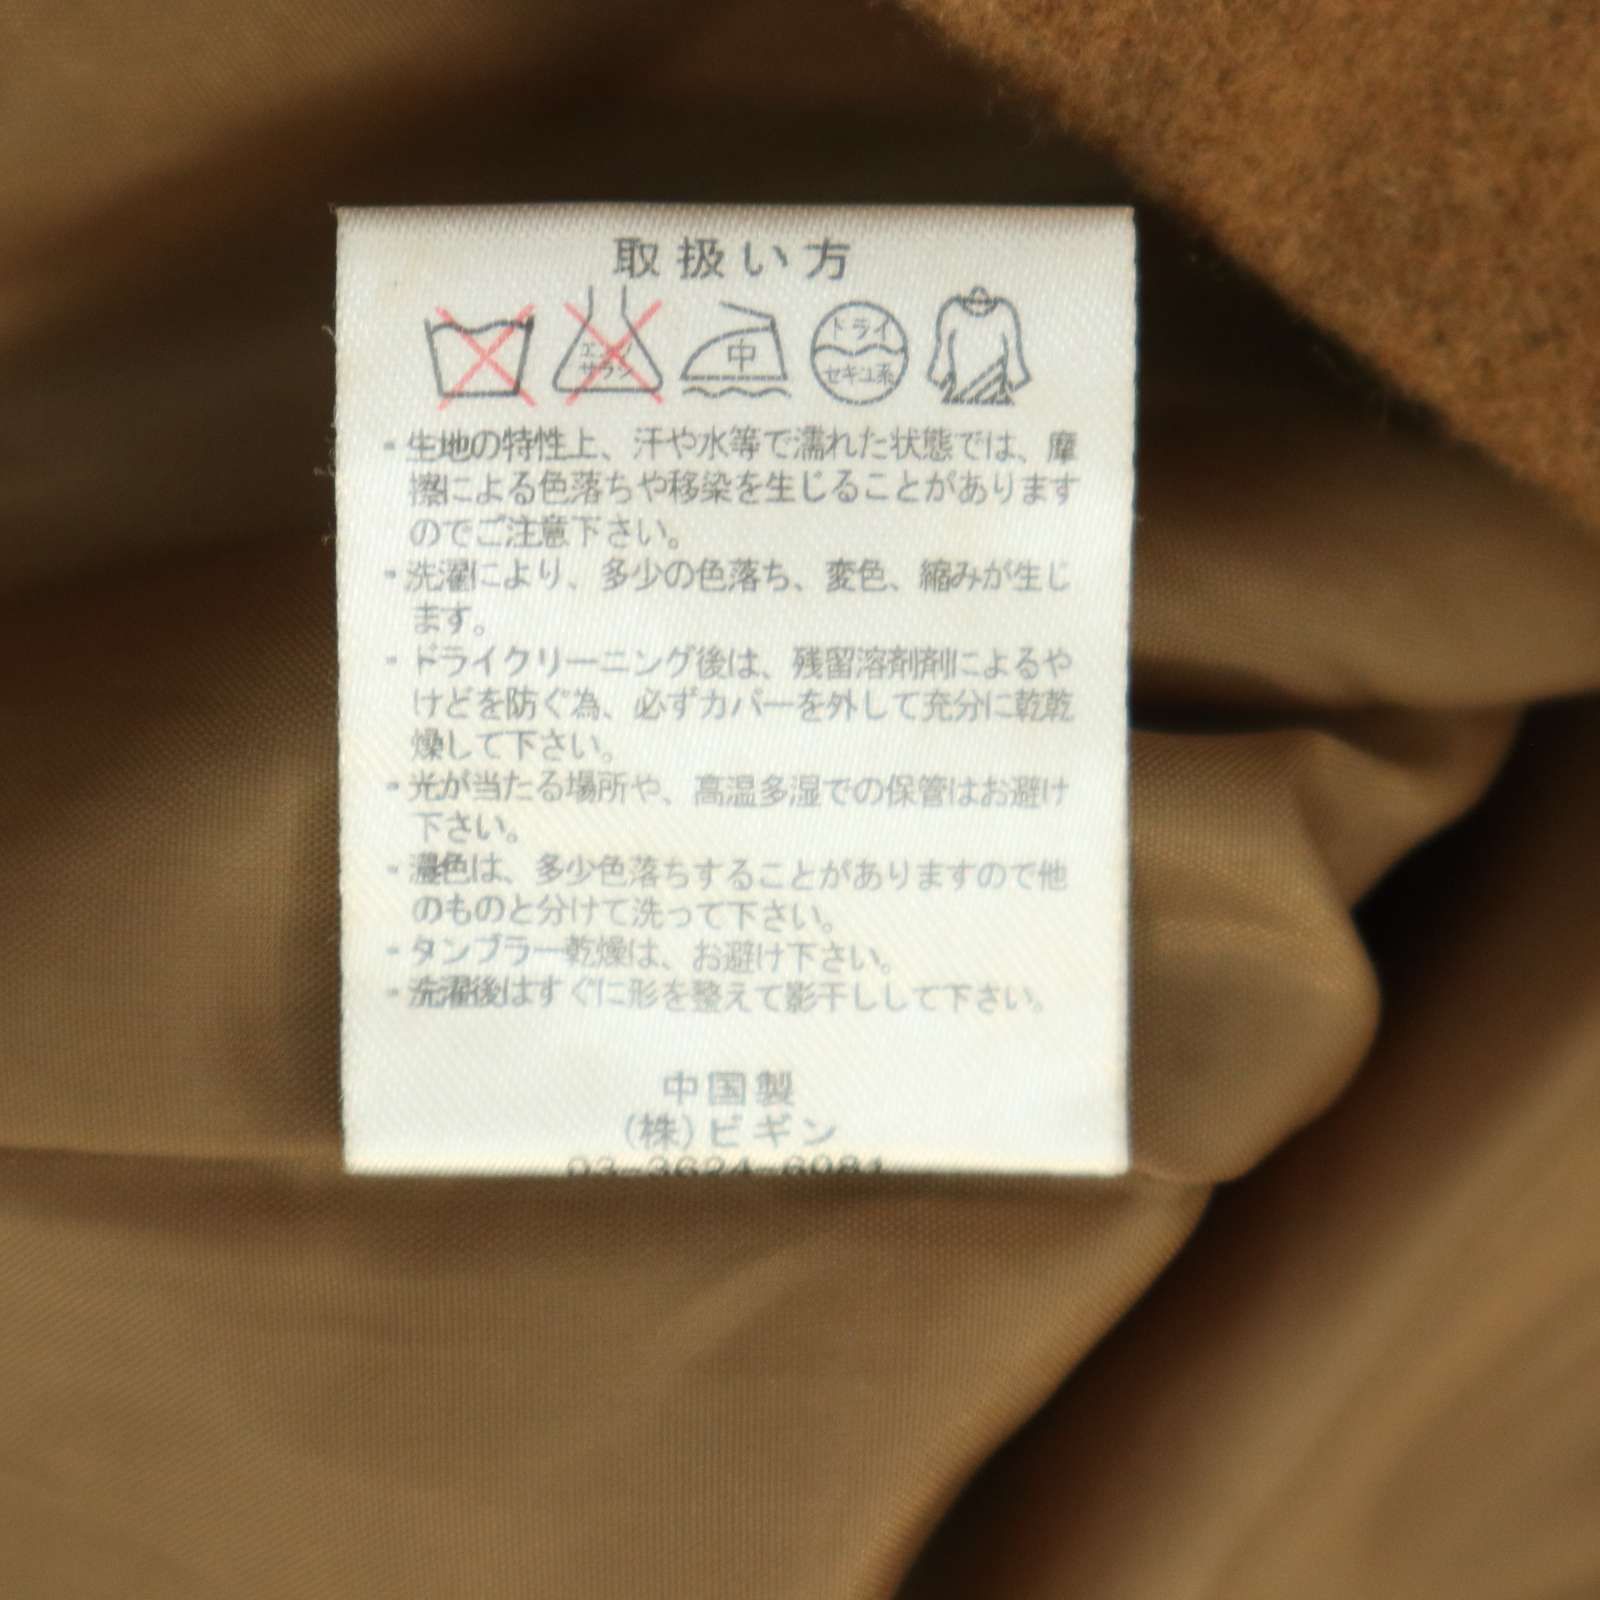 取扱い方
エンソ サラシ 中 ドライ セキユ系
・生地の特性上、汗や水等で濡れた状態では、摩
擦による色落ちや移染を生じることがあります
のでご注意下さい。
・洗濯により、多少の色落ち、変色、縮みが生じ
ます。
・ドライクリーニング後は、残留溶剤剤によるや
けどを防ぐ為、必ずカバーを外して充分に乾乾
燥して下さい。
・光が当たる場所や、高温多湿での保管はお避け
下さい。
・濃色は、多少色落ちすることがありますので他
のものと分けて洗って下さい。
・タンブラー乾燥は、お避け下さい。
・洗濯後はすぐに形を整えて影干しして下さい。
中国製
(株)ビギン
03-3624-6081